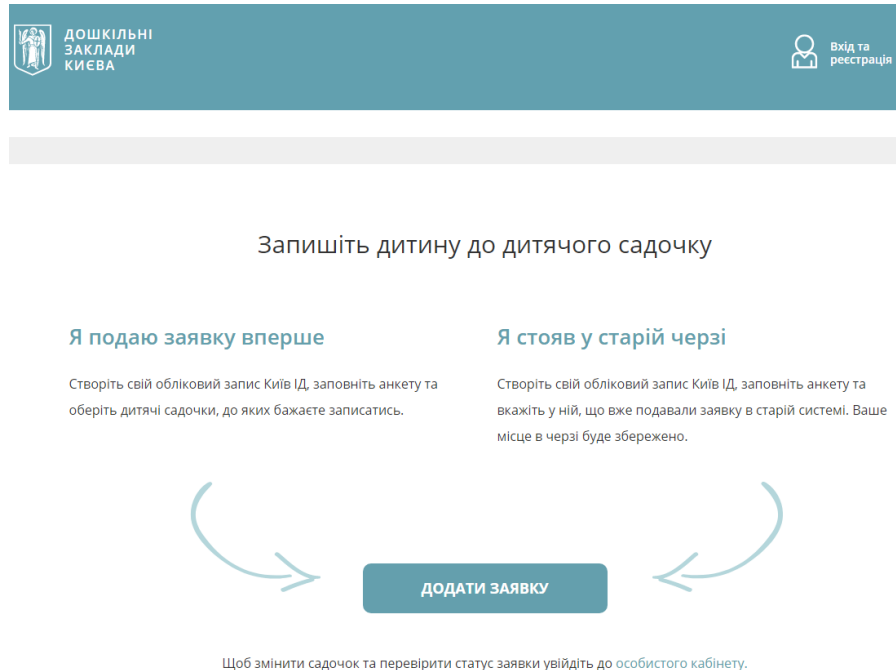 ДОШКІЛЬНІ
ЗАКЛАДИ
КИЄВА
Вхід та
реєстрація
Запишіть дитину до дитячого садочку
Я подаю заявку вперше
Створіть свій обліковий запис Київ ІД, заповніть анкету та
оберіть дитячі садочки, до яких бажаєте записатись.
Я стояв у старій черзі
Створіть свій обліковий запис Київ ІД, заповніть анкету та
вкажіть у ній, що вже подавали заявку в старій системі. Ваше
місце в черзі буде збережено.
ДОДАТИ ЗАЯВКУ
Щоб змінити садочок та перевірити статус заявки увійдіть до особистого кабінету.